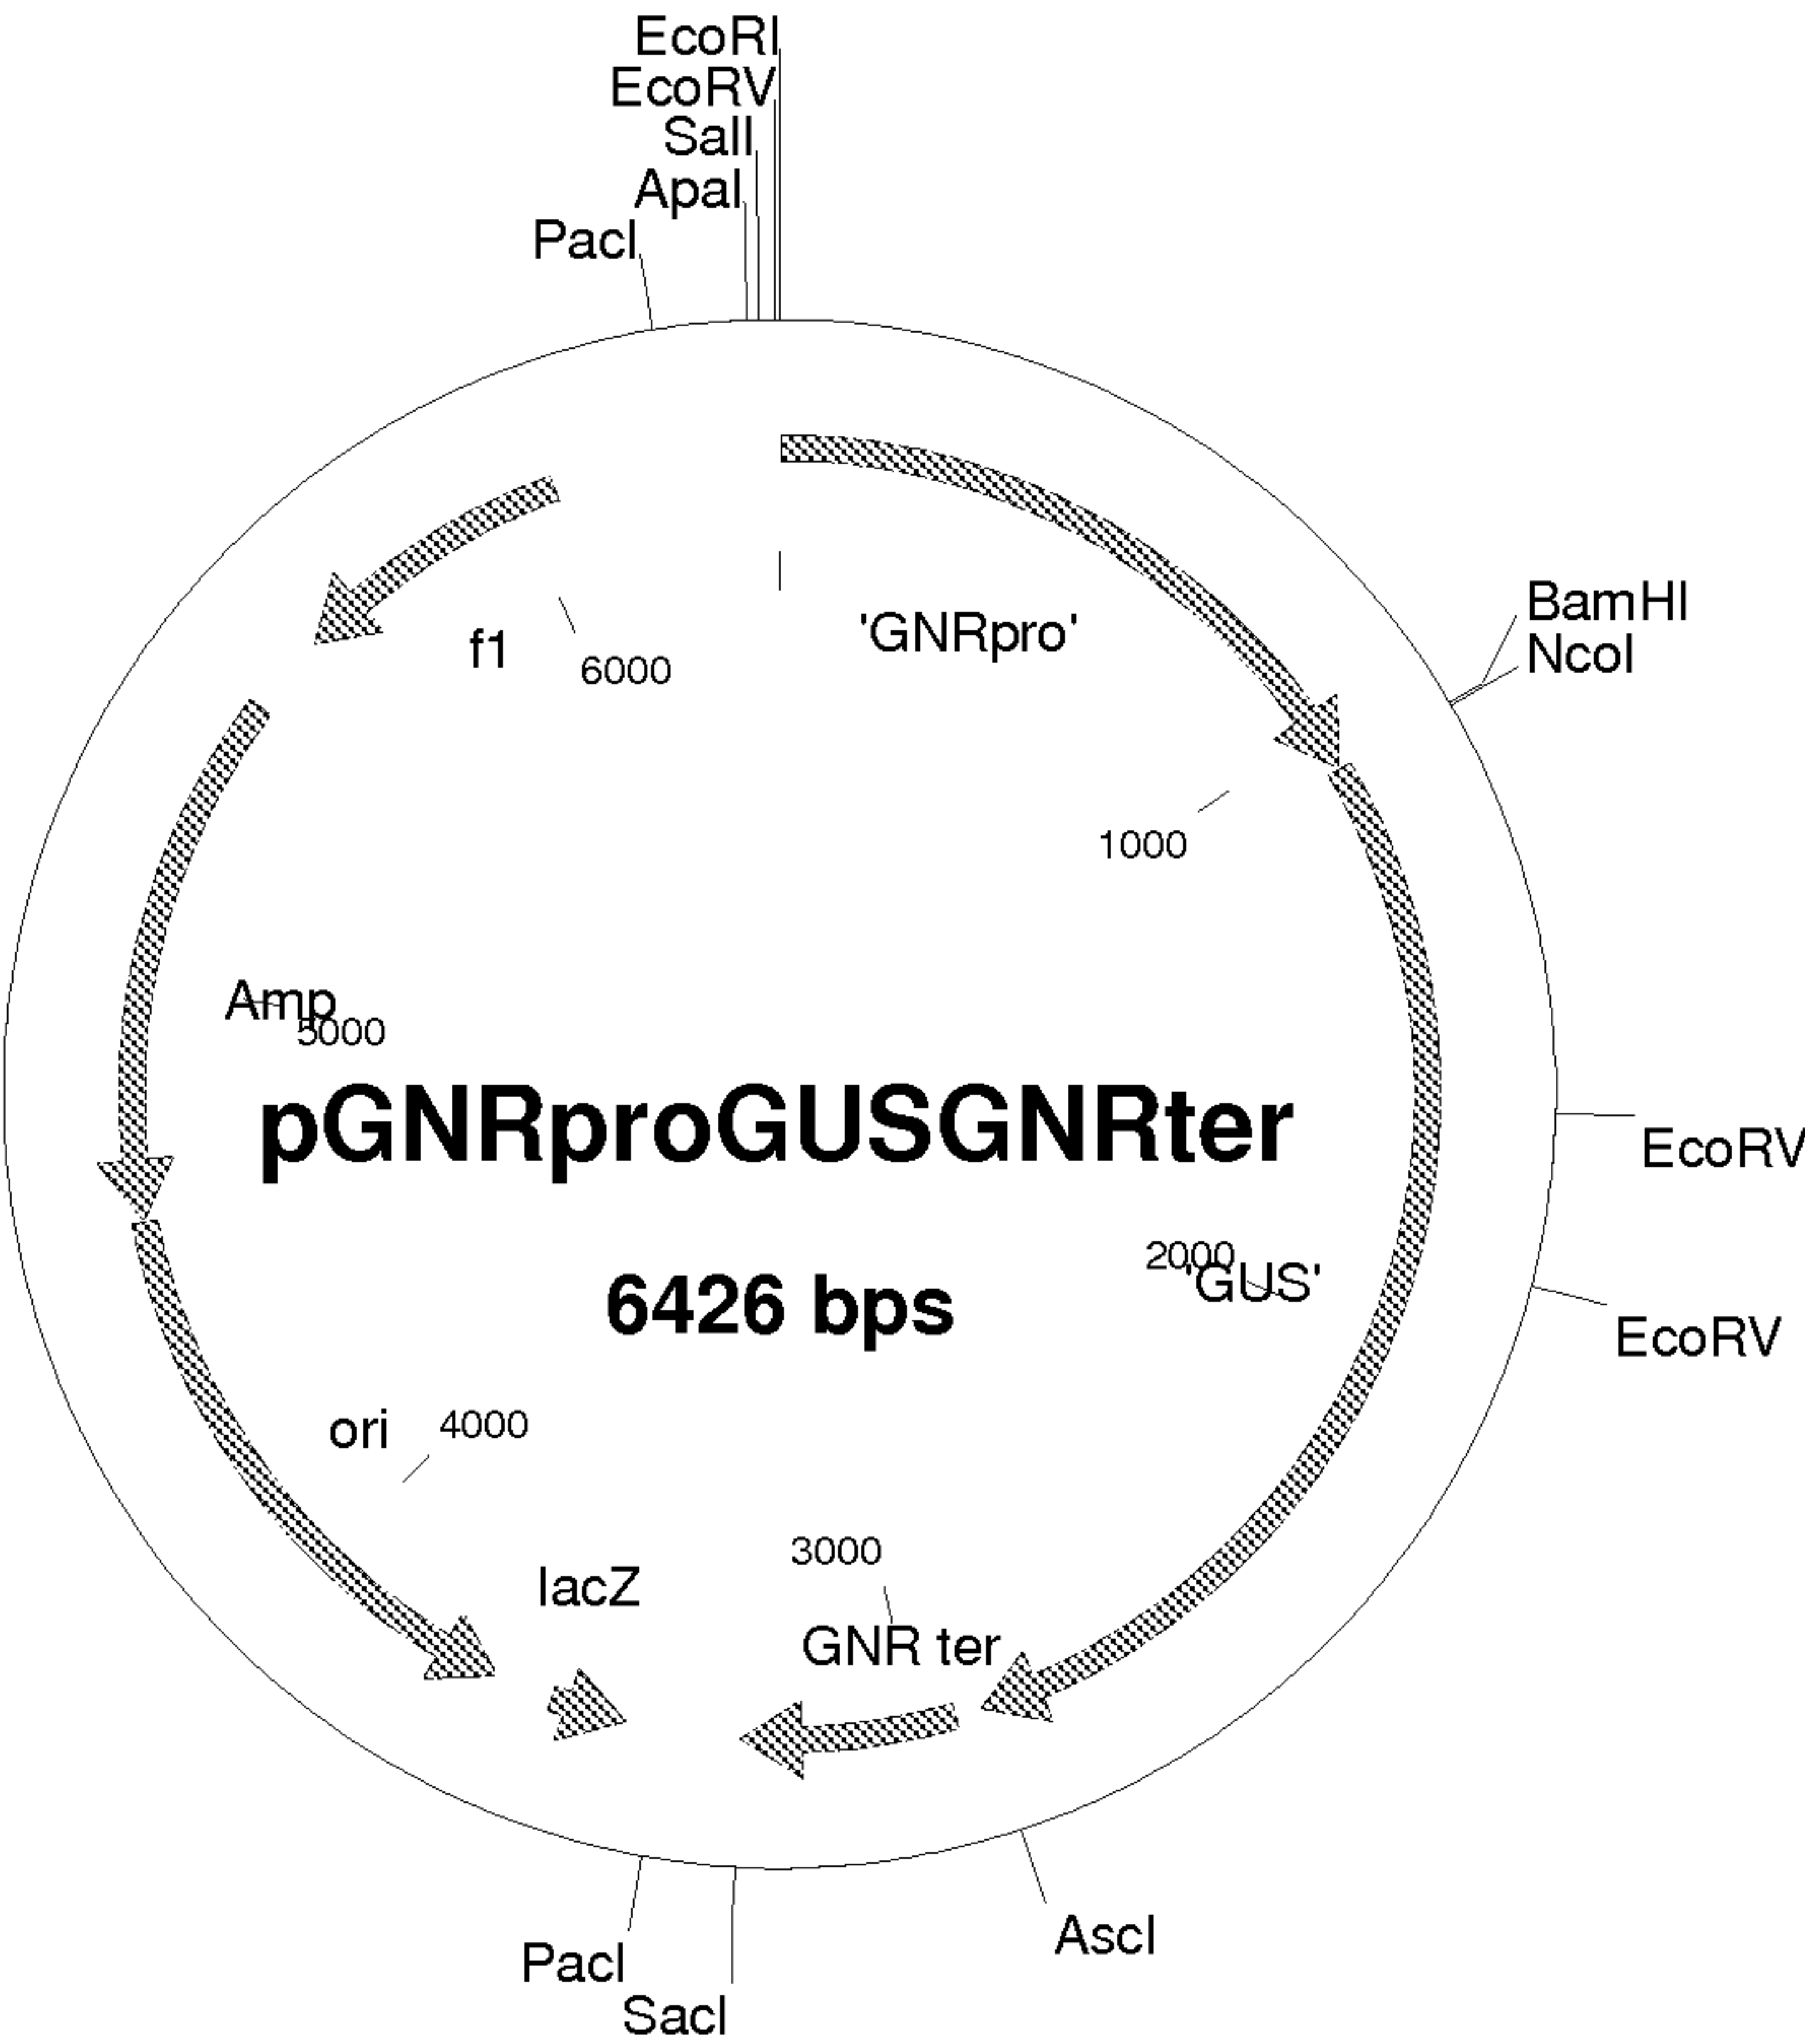 EcoRI
EcoRV
SalI
ApaI
PacI
BamHI
NcoI
'GNRpro'
f1
6000
1000
Amp
5000
pGNRproGUSGNRter
EcoRV
2000
'GUS'
6426 bps
EcoRV
ori
4000
3000
lacZ
GNR ter
AscI
PacI
SacI